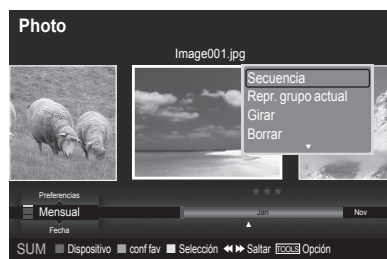 Photo
Image001.jpg
Secuencia
Repr. grupo actual
Girar
Borrar
Preferencias
Mensual
Jan
Nov
Fecha
SUM Dispositivo conf fav Selección Saltar TOOLS Opción